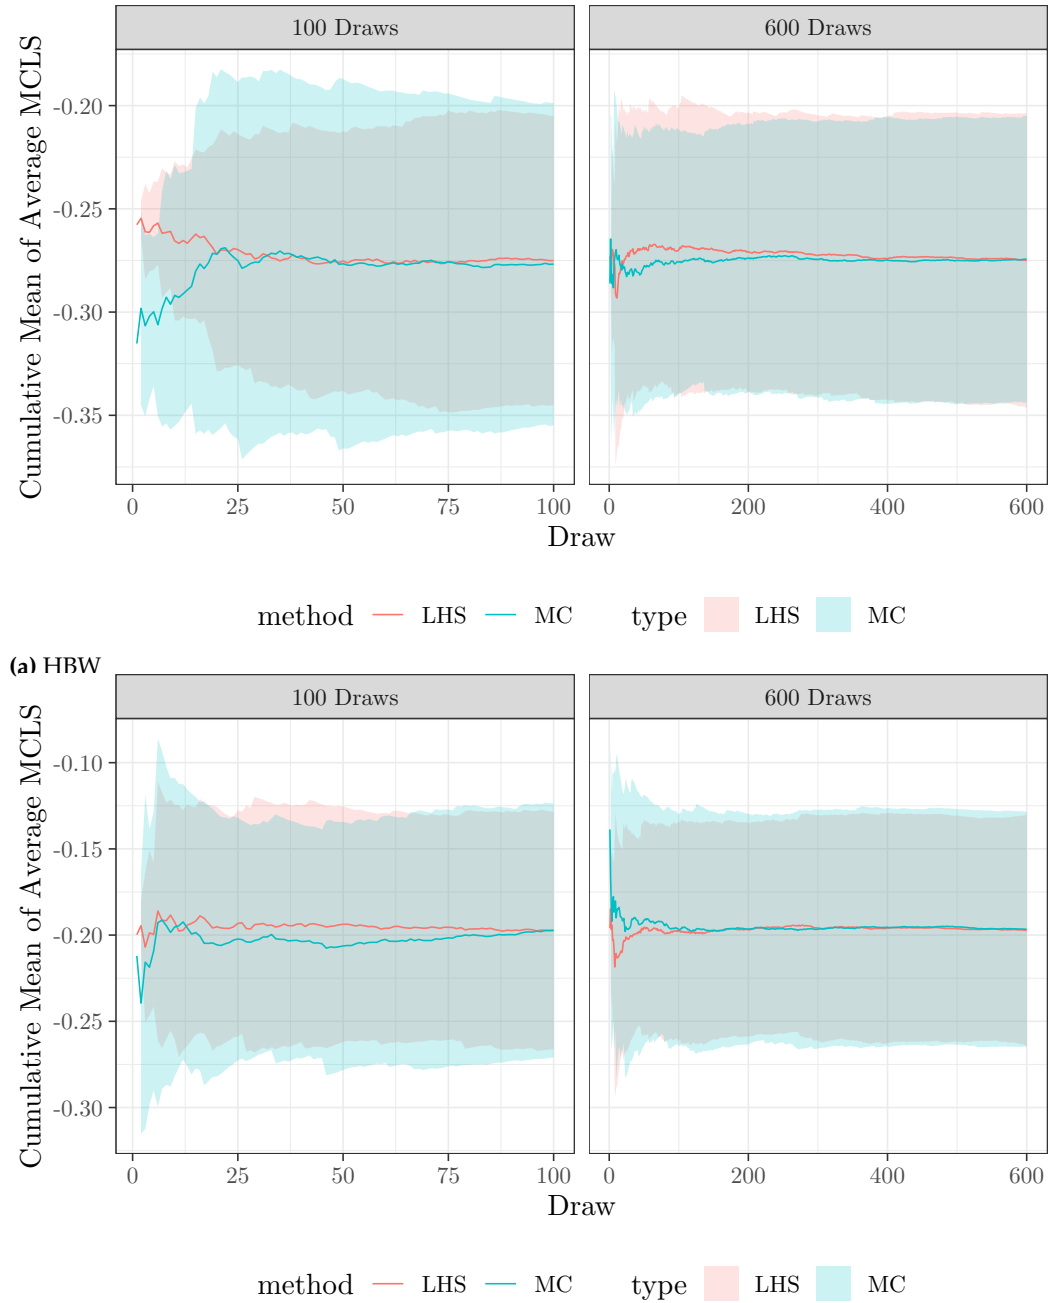 100 Draws
600 Draws
Cumulative Mean of Average MCLS
-0.20
-0.25
-0.30
-0.35
0 25 50 75 100
0 200 400 600
Draw
method LHS MC type LHS MC
(a) HBW
100 Draws
600 Draws
Cumulative Mean of Average MCLS
-0.10
-0.15
-0.20
-0.25
-0.30
0 25 50 75 100
0 200 400 600
Draw
method LHS MC type LHS MC